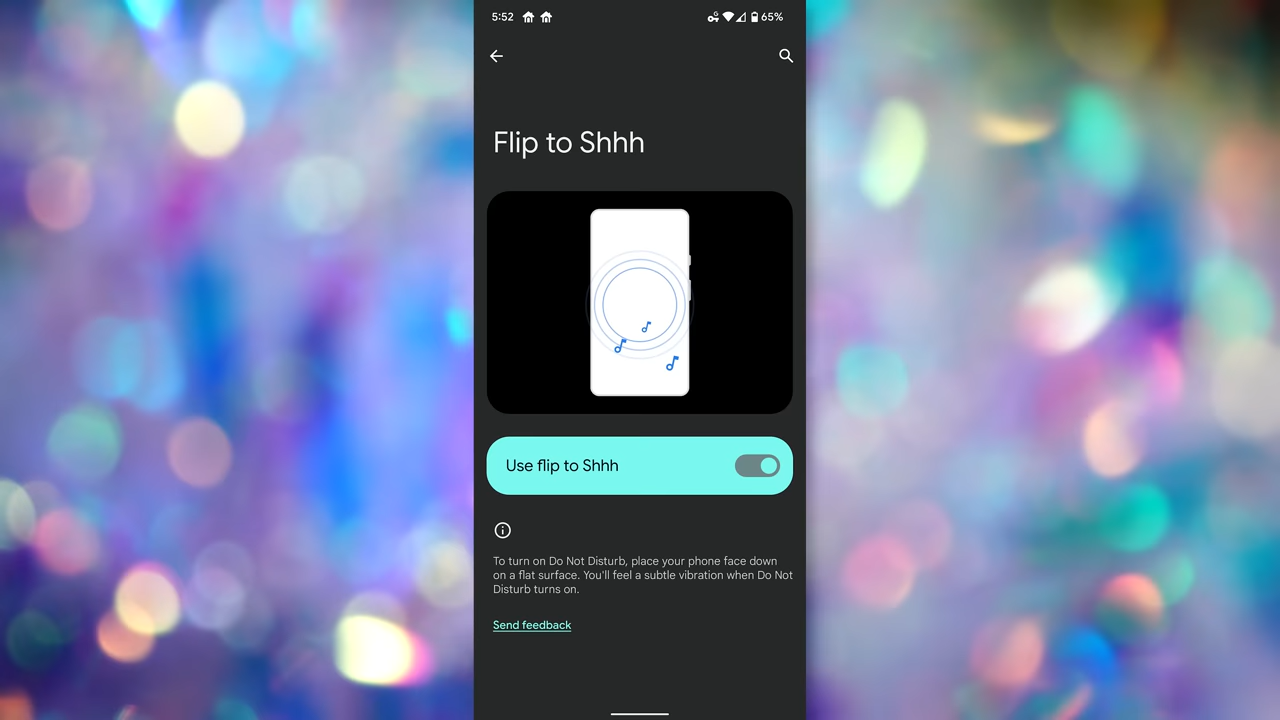 5:52 65%
Flip to Shhh
Use flip to Shhh
To turn on Do Not Disturb, place your phone face down
on a flat surface. You'll feel a subtle vibration when Do Not
Disturb turns on.
Send feedback